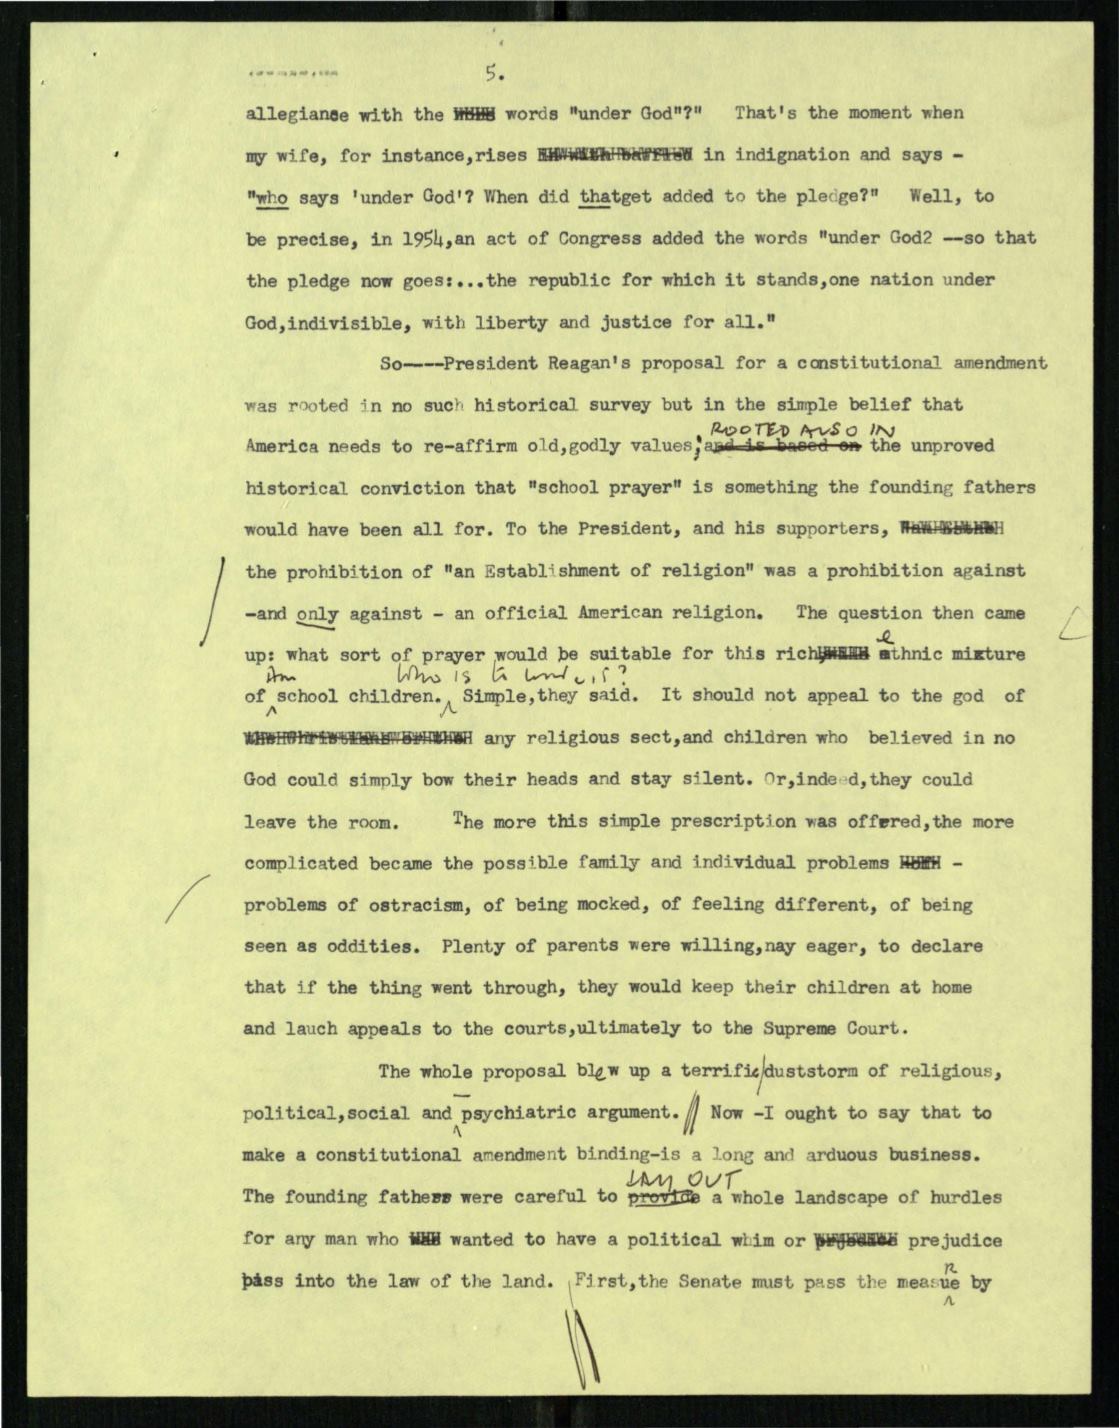 5.
allegiance with the words "under God"?" That's the moment when
my wife, for instance,rises in indignation and says -
"who says 'under God'? When did thatget added to the pledge?" Well, to
be precise, in 1954,an act of Congress added the words "under God2 --so that
the pledge now goes:...the republic for which it stands,one nation under
God,indivisible, with liberty and justice for all."
So----President Reagan's proposal for a constitutional amendment
was rooted in no such historical survey but in the simple belief that
ROOTED ALSO IN
America needs to re-affirm old,godly values; and is based on the unproved
historical conviction that "school prayer" is something the founding fathers
would have been all for. To the President, and his supporters,
the prohibition of "an Establishment of religion" was a prohibition against
-and only against - an official American religion. The question then came
up: what sort of prayer would be suitable for this rich ethnic mixture
Who is to
of school children. Simple,they said. It should not appeal to the god of
any religious sect,and children who believed in no
God could simply bow their heads and stay silent. Or,indeed,they could
leave the room. The more this simple prescription was offered,the more
complicated became the possible family and individual problems -
problems of ostracism, of being mocked, of feeling different, of being
seen as oddities. Plenty of parents were willing,nay eager, to declare
that if the thing went through, they would keep their children at home
and lauch appeals to the courts,ultimately to the Supreme Court.
The whole proposal blew up a terrific/duststorm of religious,
political,social and psychiatric argument. // Now -I ought to say that to
make a constitutional amendment binding-is a long and arduous business.
LAY OUT
The founding fathers were careful to provide a whole landscape of hurdles
for any man who wanted to have a political whim or prejudice
pass into the law of the land. First,the Senate must pass the measure by